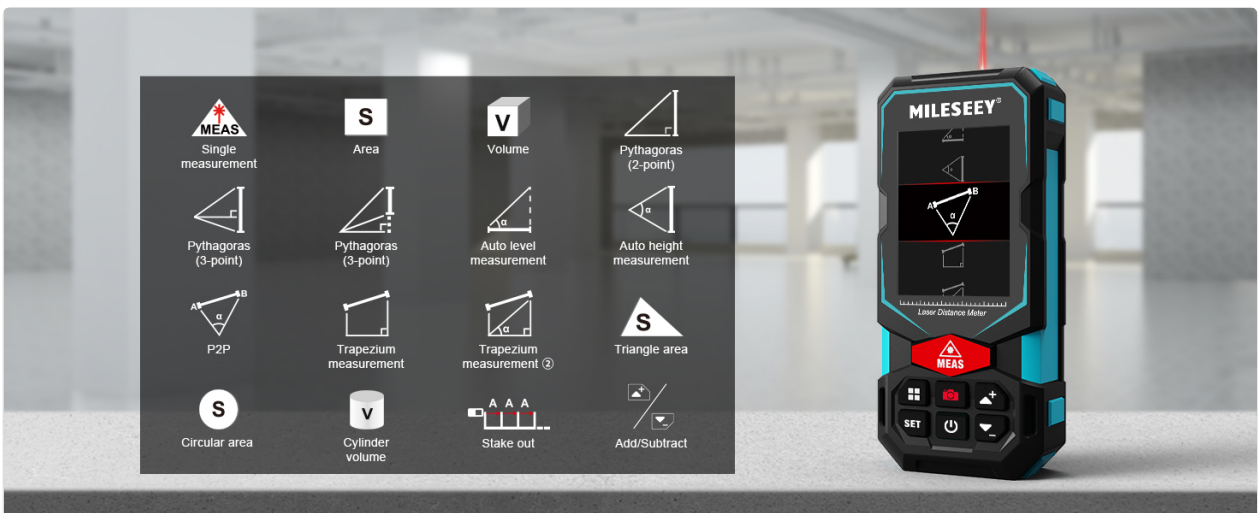 MEAS
Single
measurement
S
Area
V
Volume
Pythagoras
(2-point)
Pythagoras
(3-point)
Pythagoras
(3-point)
α
Auto level
measurement
α
Auto height
measurement
A B
α
P2P
Trapezium
measurement
α
Trapezium
measurement ②
S
Triangle area
S
Circular area
V
Cylinder
volume
A A A
Stake out
Add/Subtract
MILESEEY®
A B
α
Laser Distance Meter
MEAS
SET